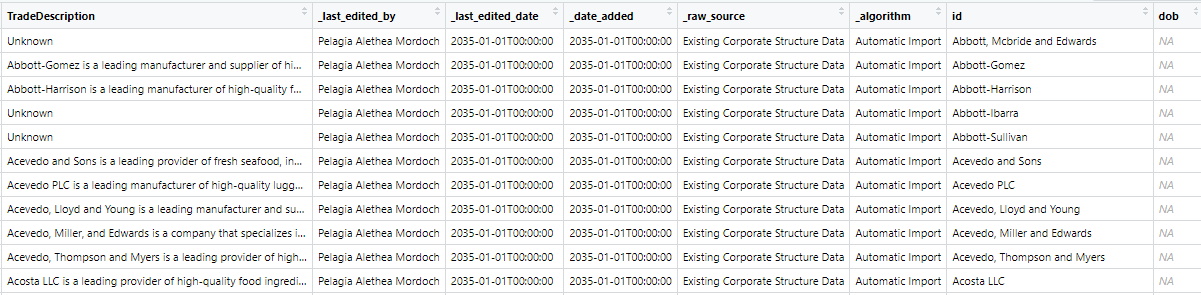 TradeDescription _last_edited_by _last_edited_date _date_added _raw_source _algorithm id dob
Unknown Pelagia Alethea Mordoch 2035-01-01T00:00:00 2035-01-01T00:00:00 Existing Corporate Structure Data Automatic Import Abbott, Mcbride and Edwards NA
Abbott-Gomez is a leading manufacturer and supplier of hi... Pelagia Alethea Mordoch 2035-01-01T00:00:00 2035-01-01T00:00:00 Existing Corporate Structure Data Automatic Import Abbott-Gomez NA
Abbott-Harrison is a leading manufacturer of high-quality f... Pelagia Alethea Mordoch 2035-01-01T00:00:00 2035-01-01T00:00:00 Existing Corporate Structure Data Automatic Import Abbott-Harrison NA
Unknown Pelagia Alethea Mordoch 2035-01-01T00:00:00 2035-01-01T00:00:00 Existing Corporate Structure Data Automatic Import Abbott-Ibarra NA
Unknown Pelagia Alethea Mordoch 2035-01-01T00:00:00 2035-01-01T00:00:00 Existing Corporate Structure Data Automatic Import Abbott-Sullivan NA
Acevedo and Sons is a leading provider of fresh seafood, in... Pelagia Alethea Mordoch 2035-01-01T00:00:00 2035-01-01T00:00:00 Existing Corporate Structure Data Automatic Import Acevedo and Sons NA
Acevedo PLC is a leading manufacturer of high-quality lugg... Pelagia Alethea Mordoch 2035-01-01T00:00:00 2035-01-01T00:00:00 Existing Corporate Structure Data Automatic Import Acevedo PLC NA
Acevedo, Lloyd and Young is a leading manufacturer and su... Pelagia Alethea Mordoch 2035-01-01T00:00:00 2035-01-01T00:00:00 Existing Corporate Structure Data Automatic Import Acevedo, Lloyd and Young NA
Acevedo, Miller, and Edwards is a company that specializes i... Pelagia Alethea Mordoch 2035-01-01T00:00:00 2035-01-01T00:00:00 Existing Corporate Structure Data Automatic Import Acevedo, Miller and Edwards NA
Acevedo, Thompson and Myers is a leading provider of high... Pelagia Alethea Mordoch 2035-01-01T00:00:00 2035-01-01T00:00:00 Existing Corporate Structure Data Automatic Import Acevedo, Thompson and Myers NA
Acosta LLC is a leading provider of high-quality food ingredi... Pelagia Alethea Mordoch 2035-01-01T00:00:00 2035-01-01T00:00:00 Existing Corporate Structure Data Automatic Import Acosta LLC NA